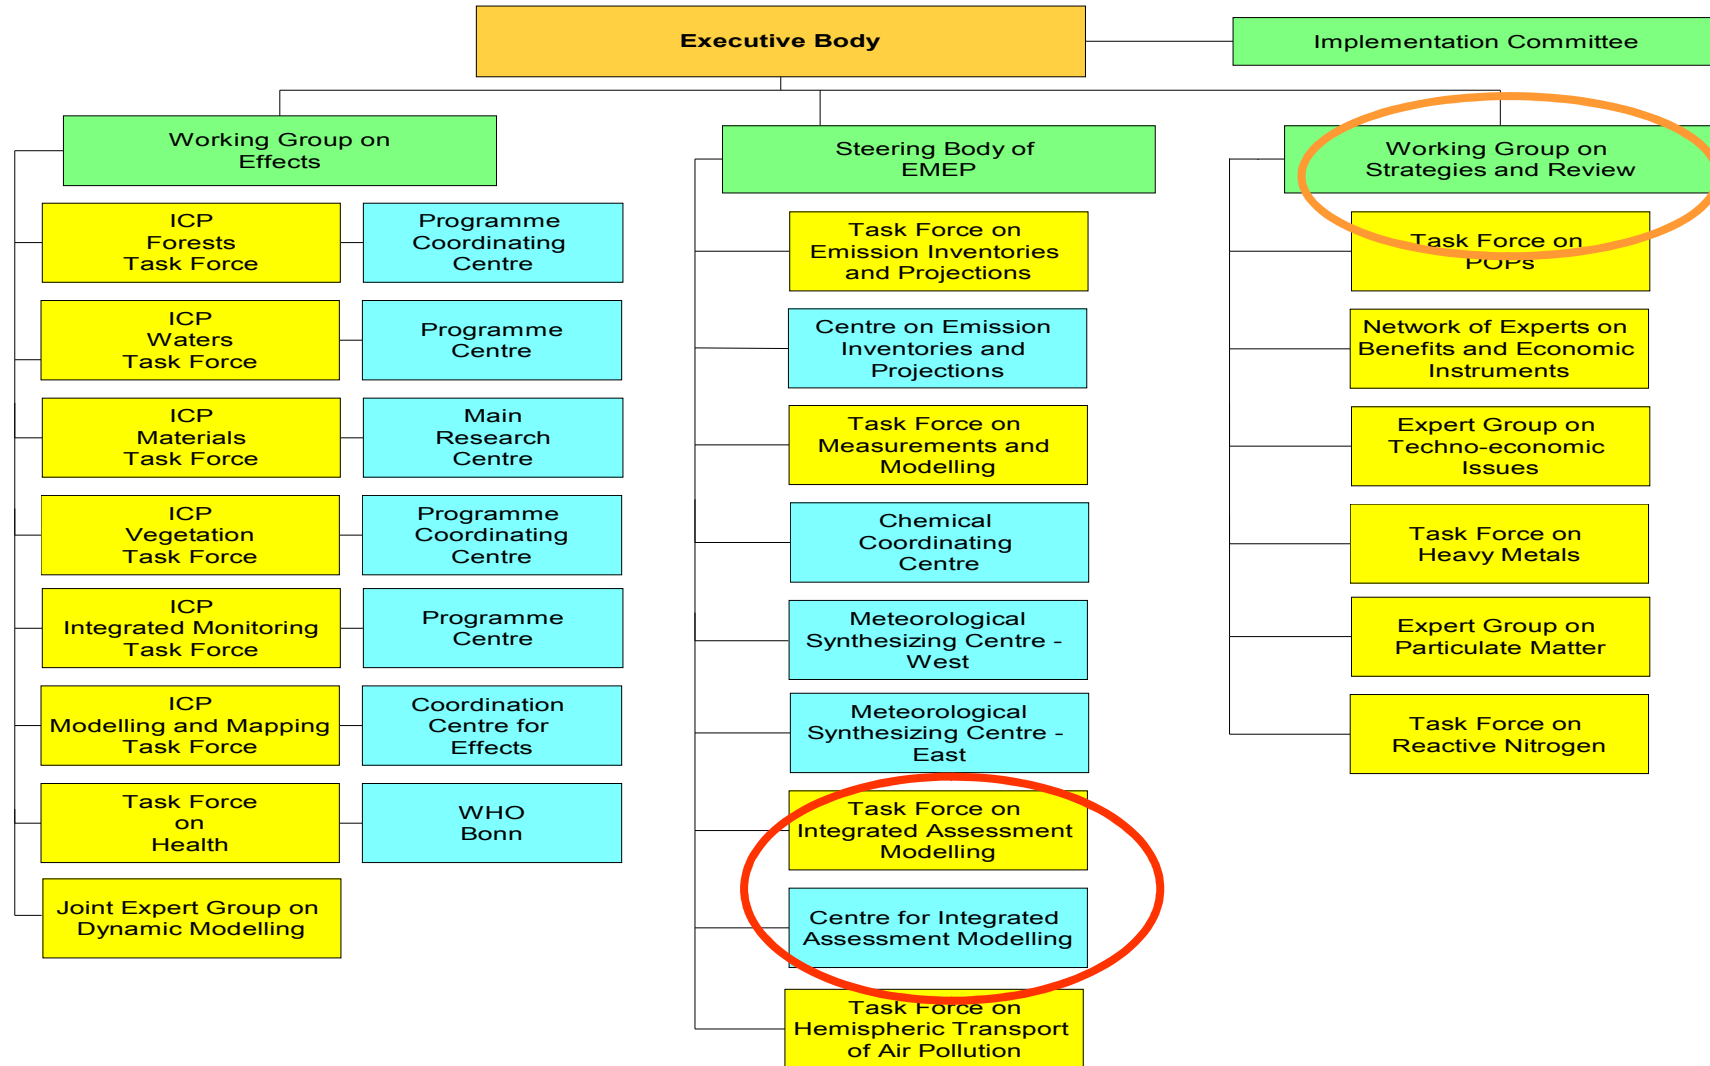 Executive Body
Implementation Committee
Working Group on
Effects
ICP
Forests
Task Force
Programme
Coordinating
Centre
ICP
Waters
Task Force
Programme
Centre
ICP
Materials
Task Force
Main
Research
Centre
ICP
Vegetation
Task Force
Programme
Coordinating
Centre
ICP
Integrated Monitoring
Task Force
Programme
Centre
ICP
Modelling and Mapping
Task Force
Coordination
Centre for
Effects
Task Force
on
Health
WHO
Bonn
Joint Expert Group on
Dynamic Modelling
Steering Body of
EMEP
Task Force on
Emission Inventories
and Projections
Centre on Emission
Inventories and
Projections
Task Force on
Measurements and
Modelling
Chemical
Coordinating
Centre
Meteorological
Synthesizing Centre -
West
Meteorological
Synthesizing Centre -
East
Task Force on
Integrated Assessment
Modelling
Centre for Integrated
Assessment Modelling
Task Force on
Hemispheric Transport
of Air Pollution
Working Group on
Strategies and Review
Task Force on
POPs
Network of Experts on
Benefits and Economic
Instruments
Expert Group on
Techno-economic
Issues
Task Force on
Heavy Metals
Expert Group on
Particulate Matter
Task Force on
Reactive Nitrogen